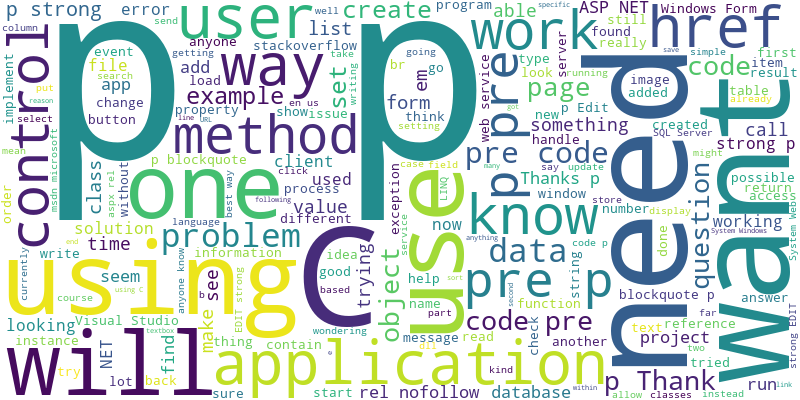 p strong
error
user
create
program
able
ASP NET
Windows Form
href
column
send
well
specific
anyone
stackoverflow
list
take
still
found
really
server
implement
event
file
search
app
getting
way
add
load
set
br
em
go
going
work
type
look
code
simple
first
item
result
control
put
reason
change
button
select
p
p
example
property
line
URL
en us
show
issue
writing
form
think
setting
got
pre
p
web service
running
page
new
p Edit
image
added
save
table
already
created
SQL Server
need
want
mean
msdn microsoft
class
aspx rel
without
method
p blockquote
client
click
process
used
exception
case
field
say
update
something
handle
strong p
call
might
order
solution
language
best way
following
one
value
different
C
trying
service
LINQ
many
pre code
Thanks p
window
store
number
display
done
question
possible
return
access
working
System Web
System Windows
time
write
end
problem
know
anything
data
string
code p
currently
seem
anyone know
information
b
see
make
idea
good
based
object
now
help
use
sort
second
pre p
blockquote p
answer
using
using C
course
EDIT strong
wondering
name
part
function
far
strong EDIT
looking
Visual Studio
textbox
thing
contain
e
message
dll
read
code pre
check
another
text
reference
project
two
tried
instance
will
NET
find
application
kind
within
p Thank
run
link
try
lot
back
sure
start
rel nofollow
database
allow
classes
instead